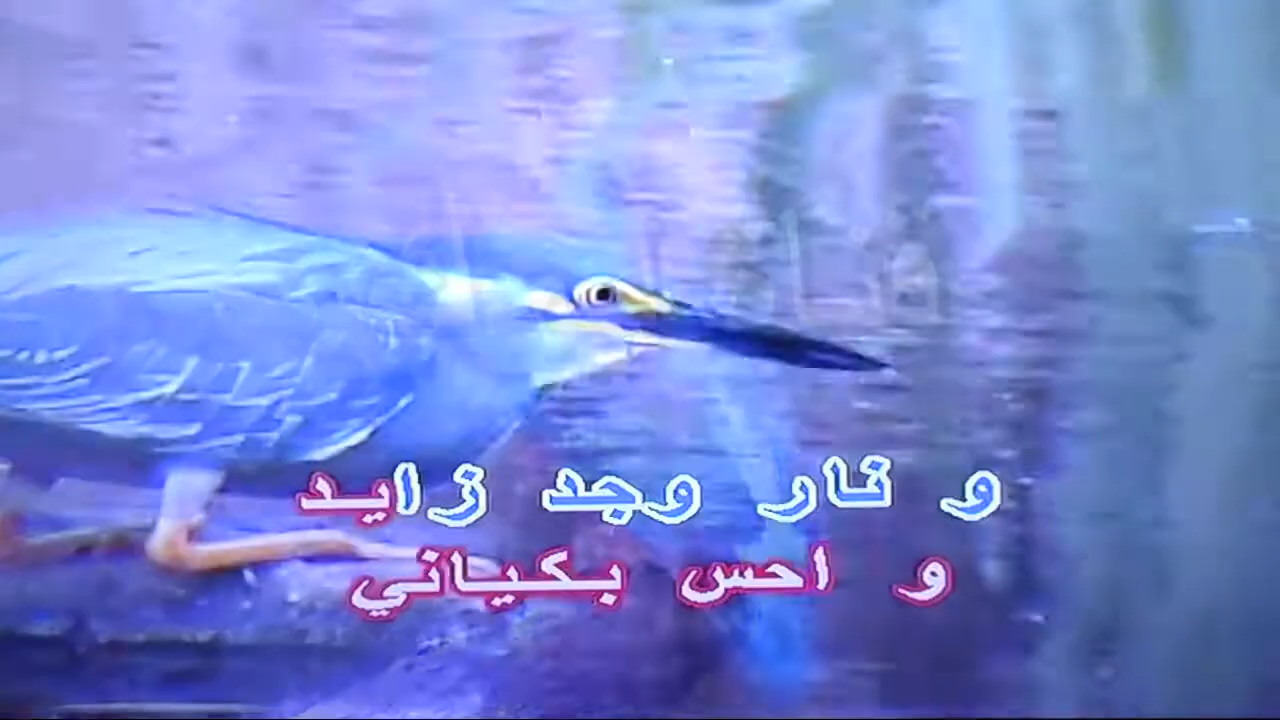 و نار وجد زايد
و احس بكياني